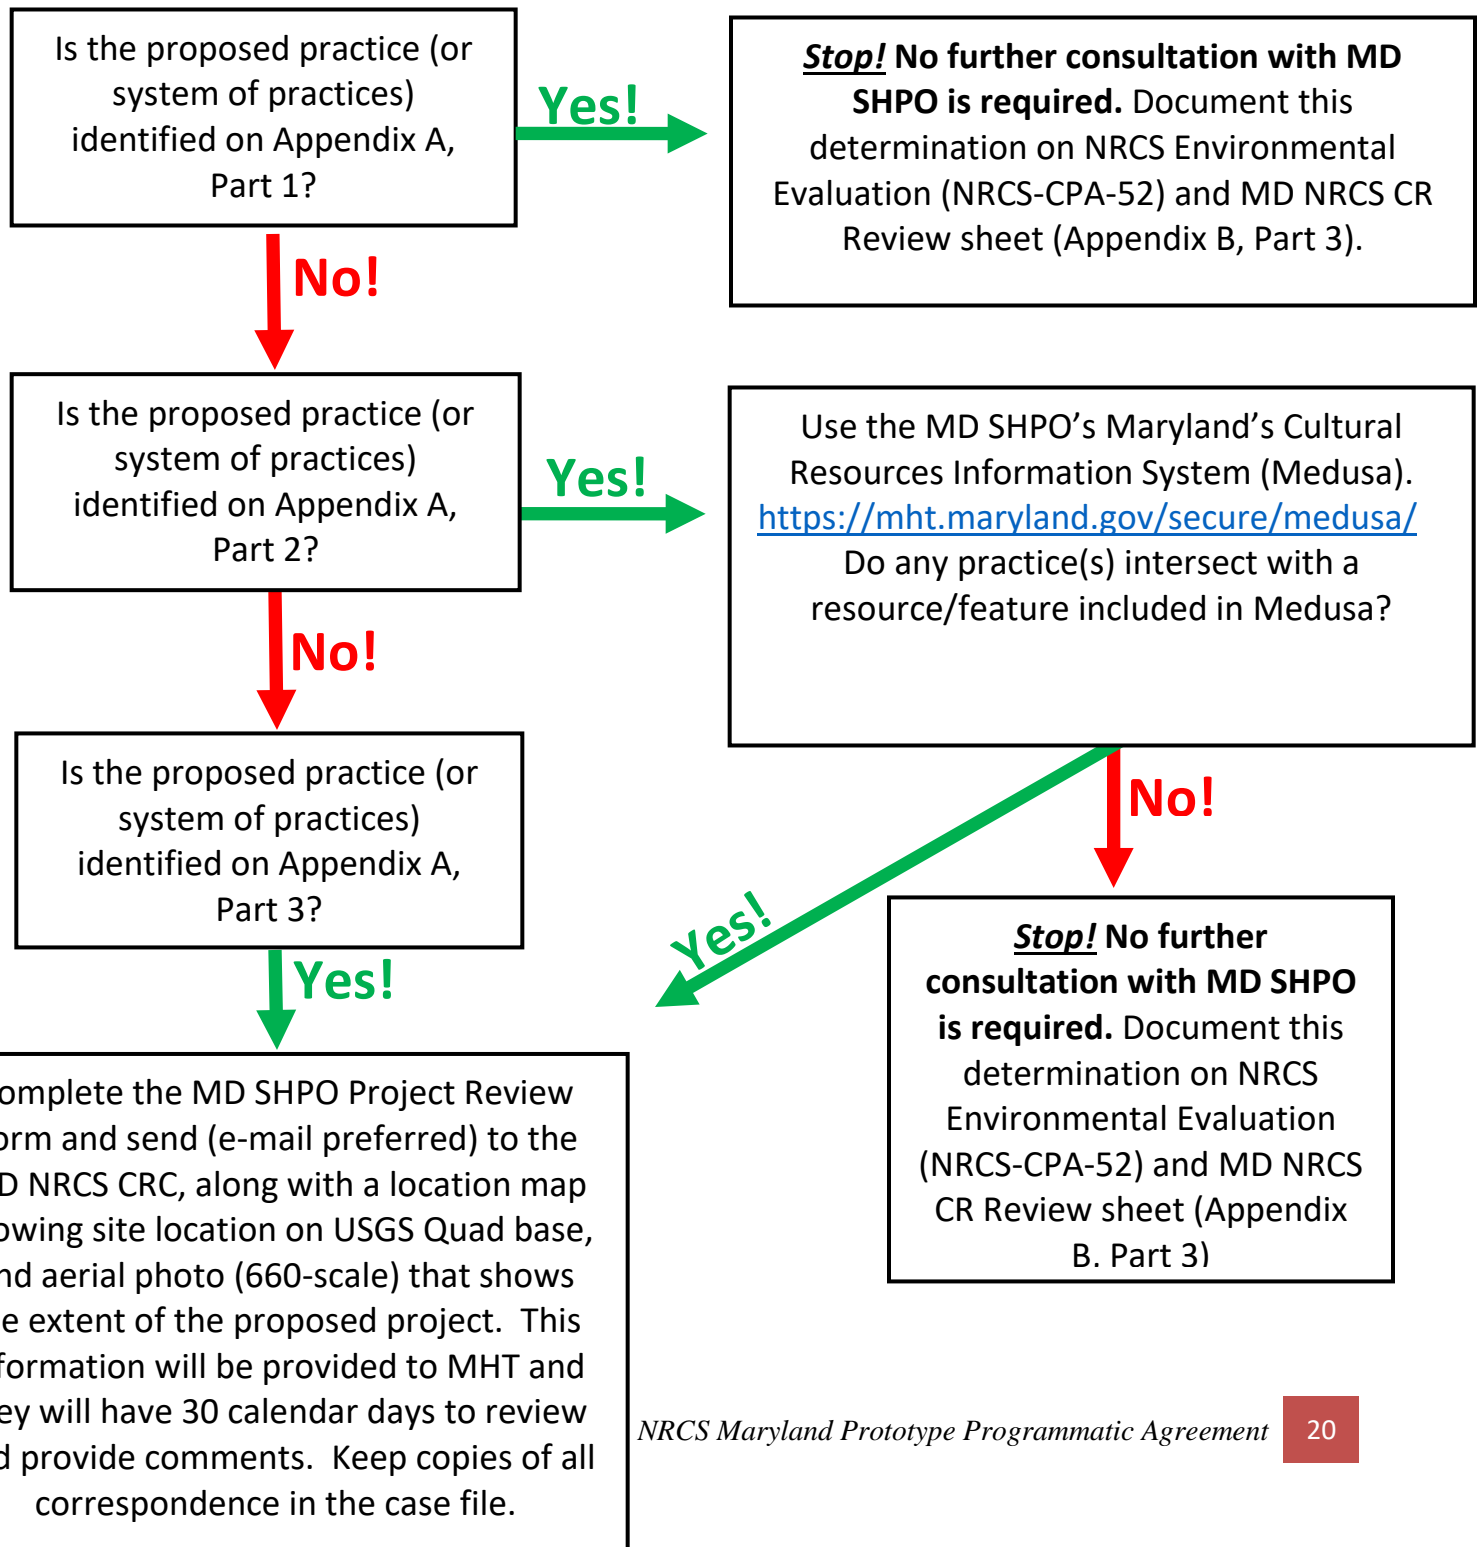 Is the proposed practice (or
system of practices)
identified on Appendix A,
Part 1?
Yes!
Stop! No further consultation with MD
SHPO is required. Document this
determination on NRCS Environmental
Evaluation (NRCS-CPA-52) and MD NRCS CR
Review sheet (Appendix B, Part 3).
No!
Is the proposed practice (or
system of practices)
identified on Appendix A,
Part 2?
Yes!
Use the MD SHPO’s Maryland’s Cultural
Resources Information System (Medusa).
https://mht.maryland.gov/secure/medusa/
Do any practice(s) intersect with a
resource/feature included in Medusa?
No!
Is the proposed practice (or
system of practices)
identified on Appendix A,
Part 3?
No!
Yes!
Stop! No further
consultation with MD SHPO
is required. Document this
determination on NRCS
Environmental Evaluation
(NRCS-CPA-52) and MD NRCS
CR Review sheet (Appendix
B. Part 3)
Yes!
omplete the MD SHPO Project Review
orm and send (e-mail preferred) to the
D NRCS CRC, along with a location map
owing site location on USGS Quad base,
nd aerial photo (660-scale) that shows
e extent of the proposed project. This
formation will be provided to MHT and
ey will have 30 calendar days to review
d provide comments. Keep copies of all
correspondence in the case file.
NRCS Maryland Prototype Programmatic Agreement 20